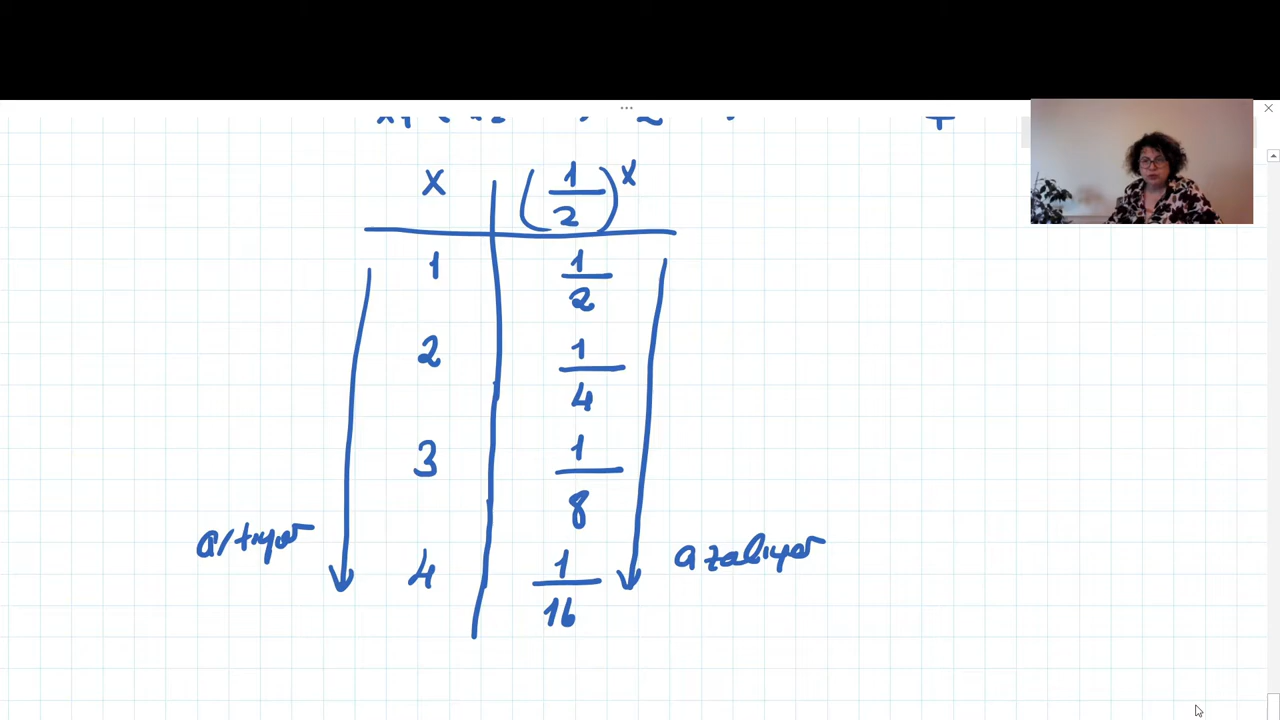 x | (1/2)^x
1 | 1/2
2 | 1/4
3 | 1/8
artıyor
azalıyor
4 | 1/16